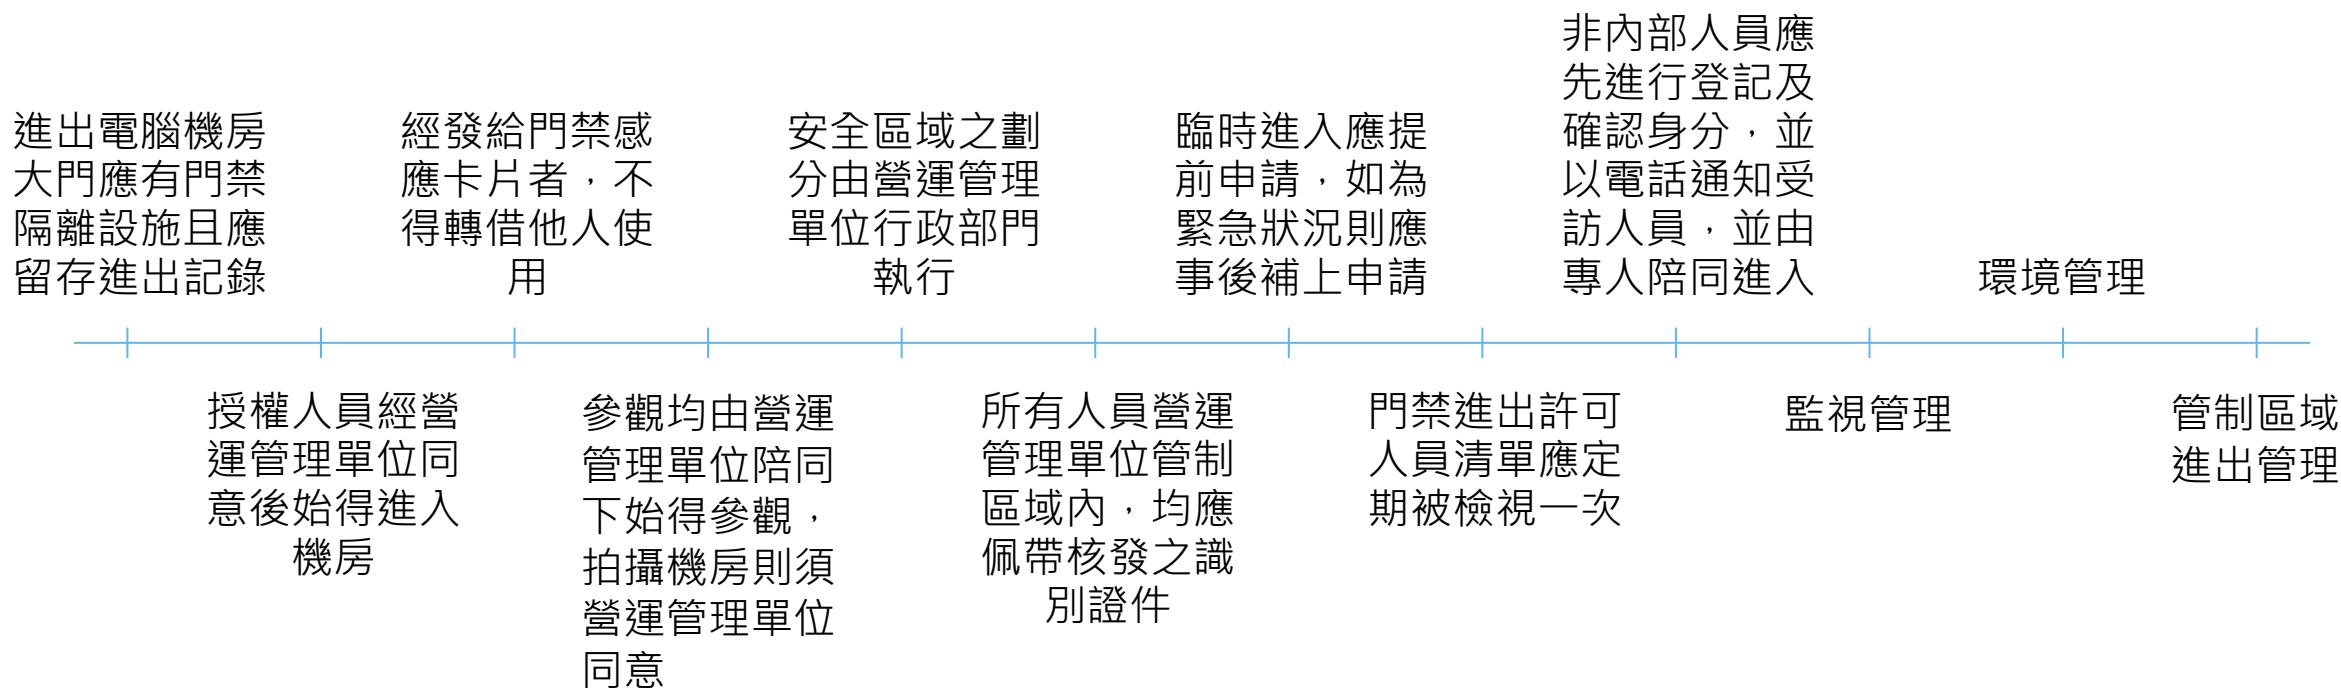 進出電腦機房
大門應有門禁
隔離設施且應
留存進出記錄
授權人員經營
運管理單位同
意後始得進入
機房
經發給門禁感
應卡片者，不
得轉借他人使
用
參觀均由營運
管理單位陪同
下始得參觀，
拍攝機房則須
營運管理單位
同意
安全區域之劃
分由營運管理
單位行政部門
執行
所有人員營運
管理單位管制
區域內，均應
佩帶核發之識
別證件
臨時進入應提
前申請，如為
緊急狀況則應
事後補上申請
門禁進出許可
人員清單應定
期被檢視一次
非內部人員應
先進行登記及
確認身分，並
以電話通知受
訪人員，並由
專人陪同進入
監視管理
環境管理
管制區域
進出管理